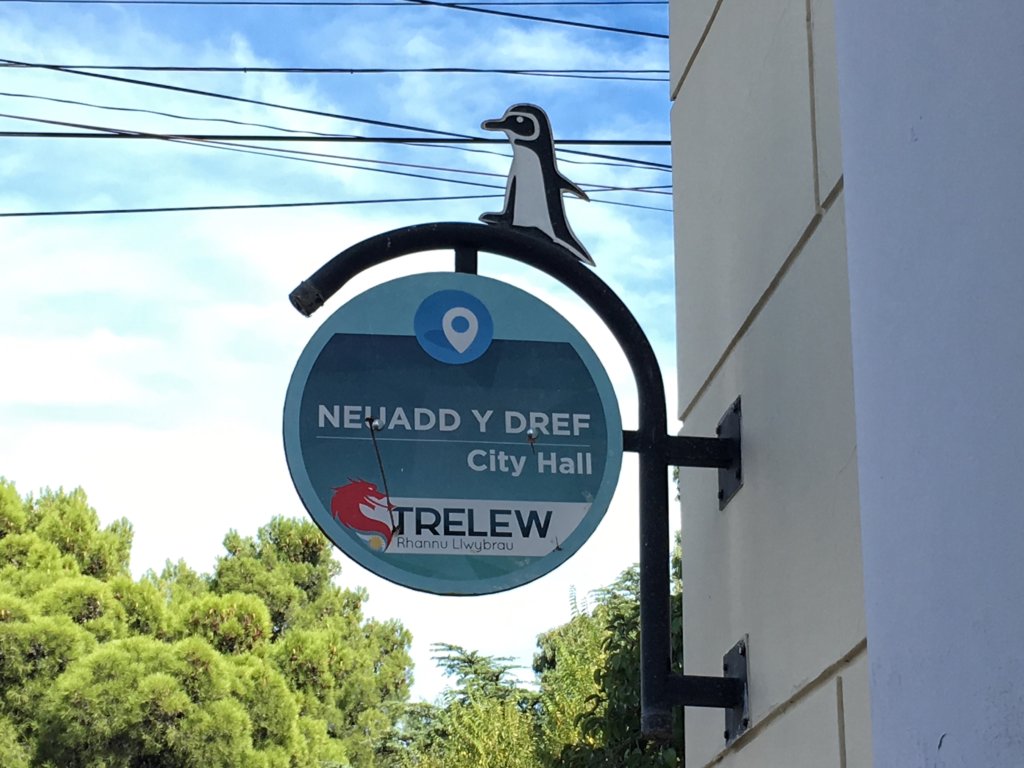 NEUADD Y DREF
City Hall
TRELEW
Rhannu Llwybrau